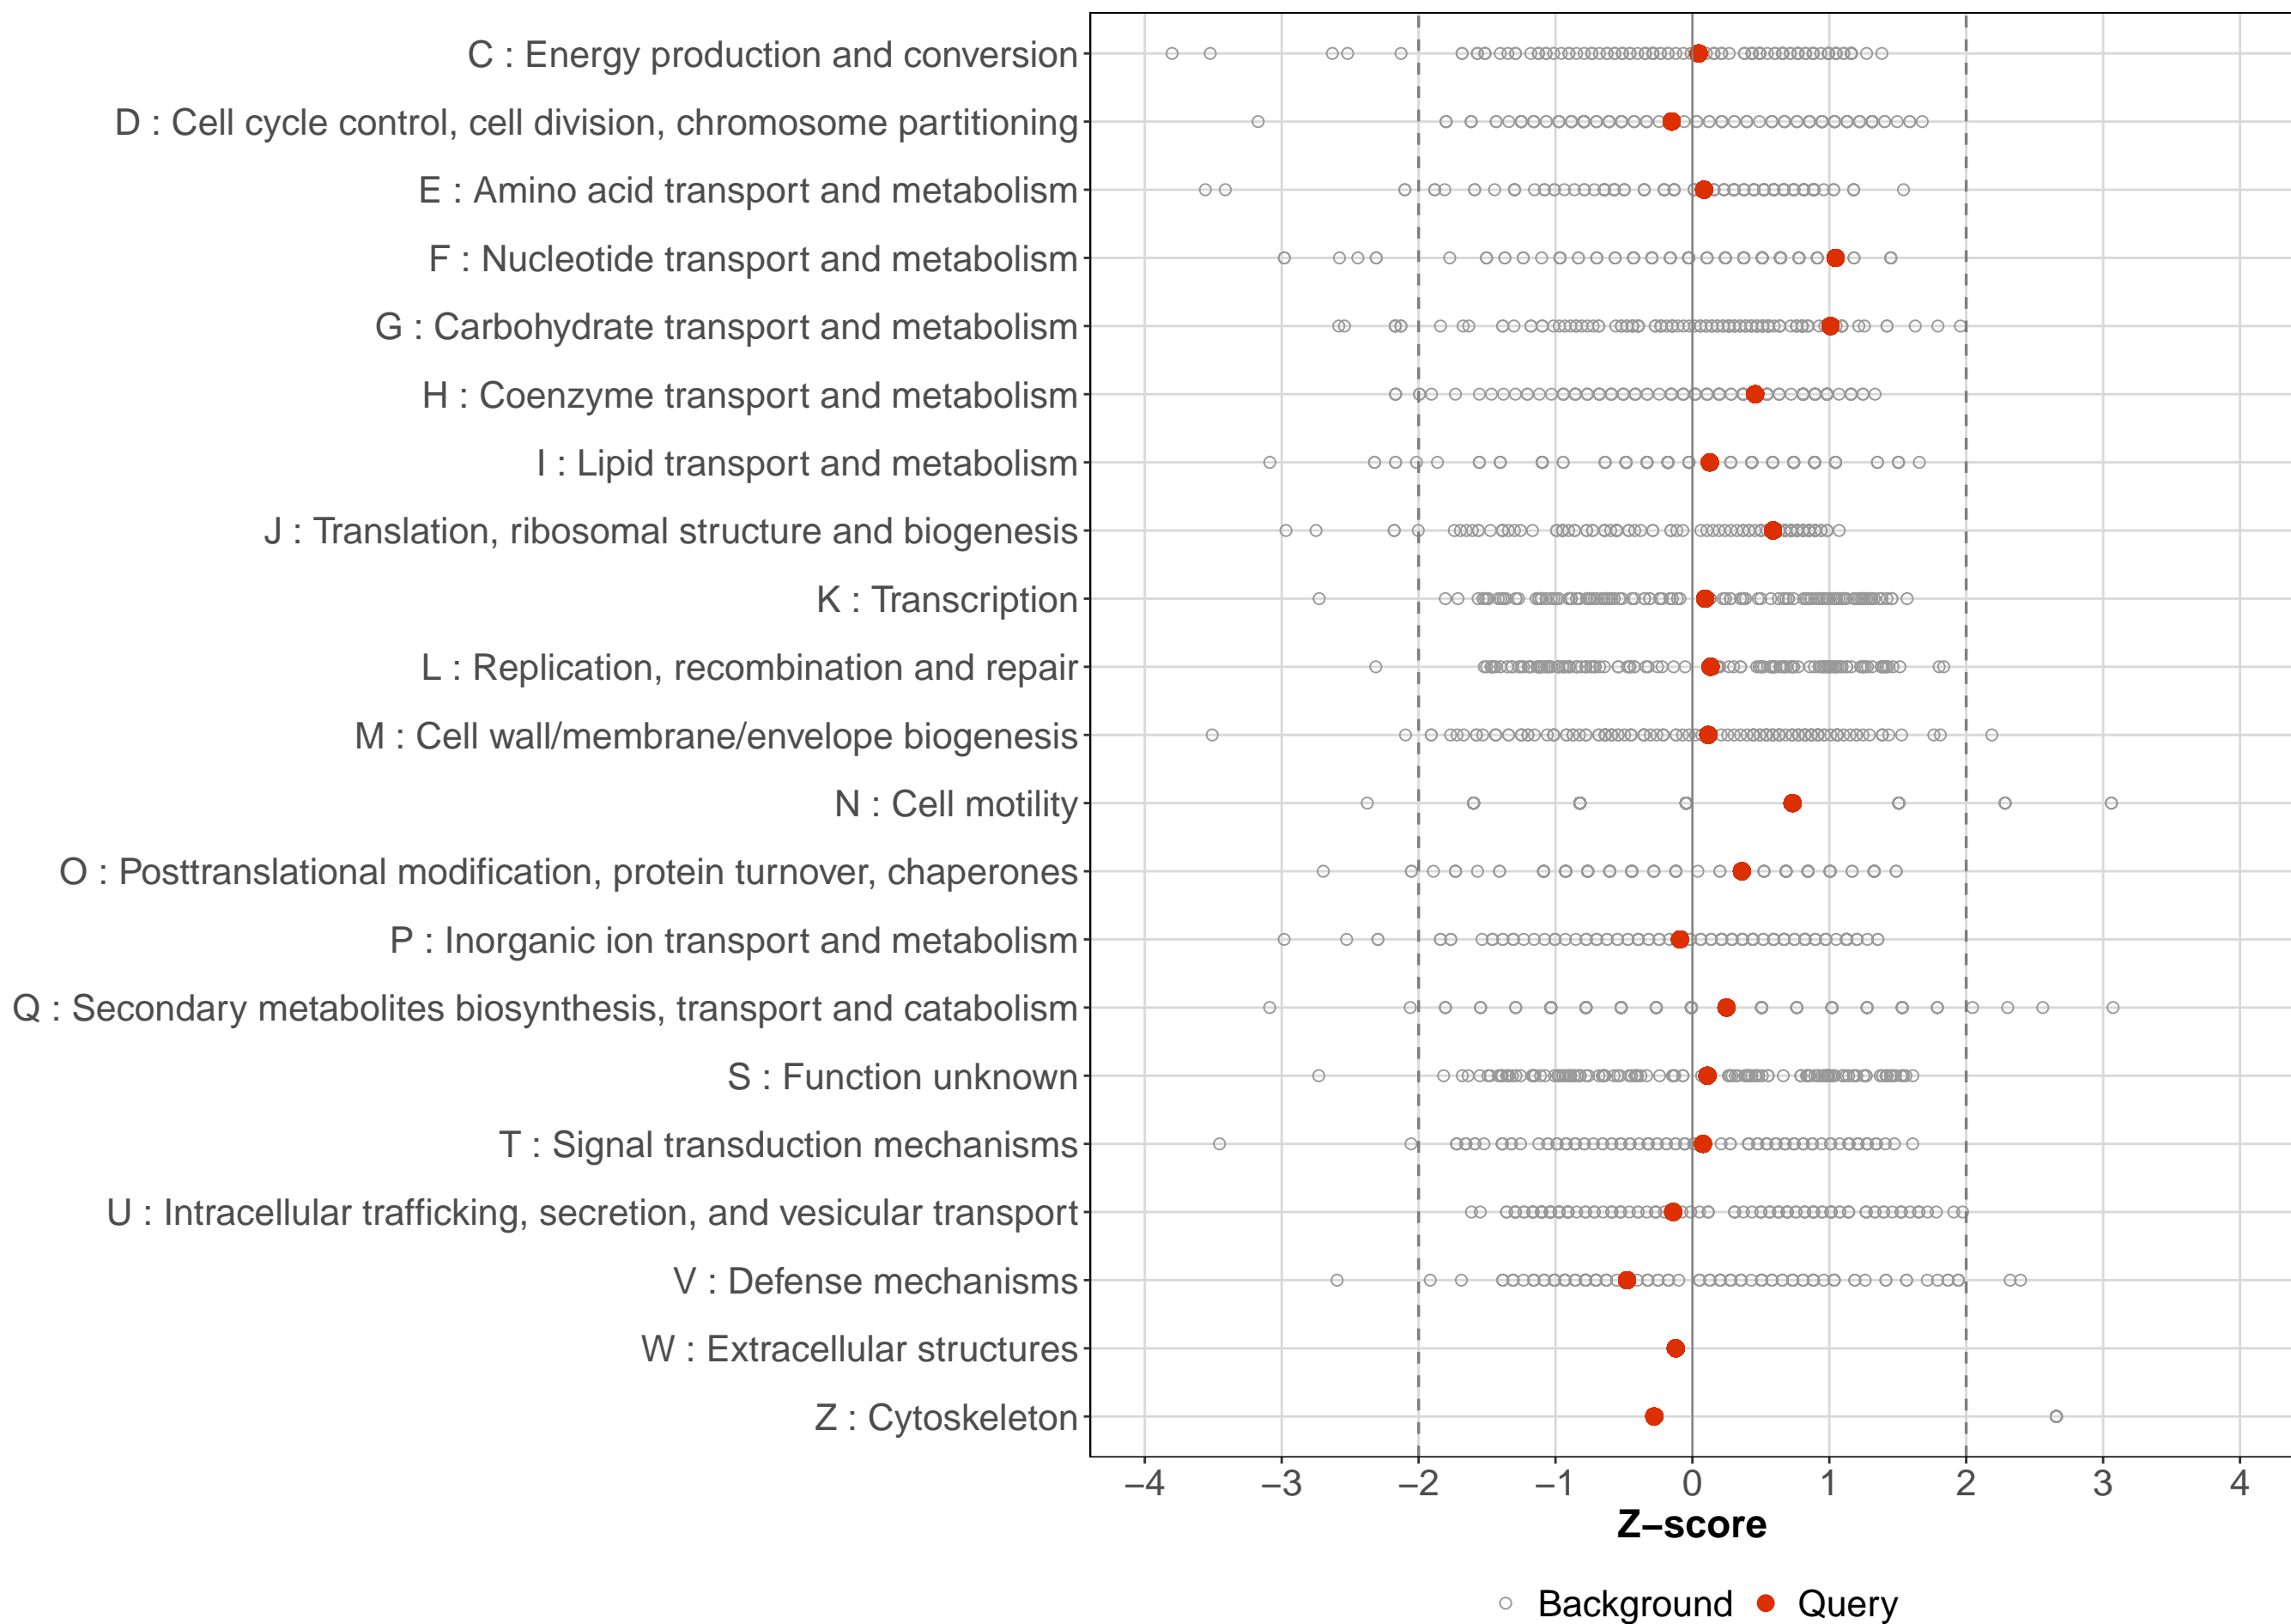 C : Energy production and conversion
D : Cell cycle control, cell division, chromosome partitioning
E : Amino acid transport and metabolism
F : Nucleotide transport and metabolism
G : Carbohydrate transport and metabolism
H : Coenzyme transport and metabolism
I : Lipid transport and metabolism
J : Translation, ribosomal structure and biogenesis
K : Transcription
L : Replication, recombination and repair
M : Cell wall/membrane/envelope biogenesis
N : Cell motility
O : Posttranslational modification, protein turnover, chaperones
P : Inorganic ion transport and metabolism
Q : Secondary metabolites biosynthesis, transport and catabolism
S : Function unknown
T : Signal transduction mechanisms
U : Intracellular trafficking, secretion, and vesicular transport
V : Defense mechanisms
W : Extracellular structures
Z : Cytoskeleton
−4 −3 −2 −1 0 1 2 3 4
Z−score
Background Query